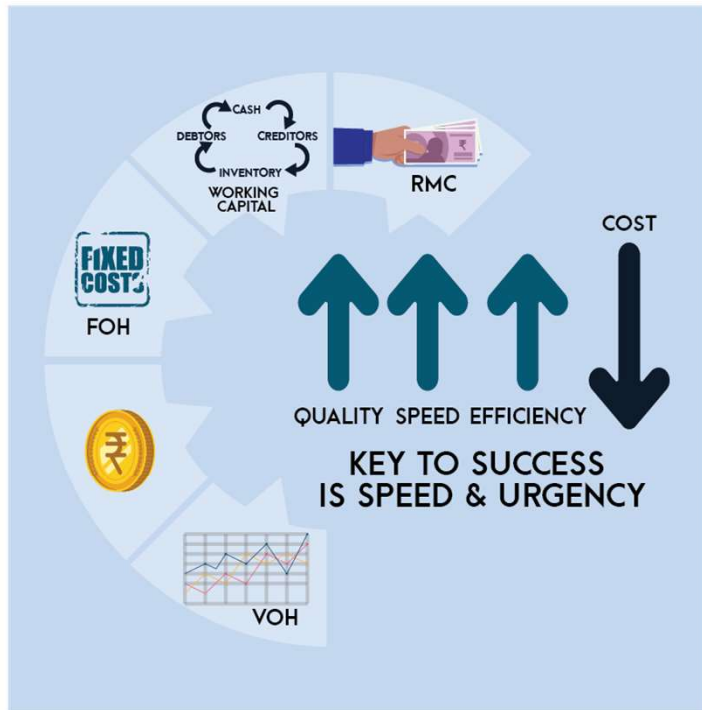 CASH
DEBTORS CREDITORS
INVENTORY
WORKING
CAPITAL
₹
RMC
COST
FIXED
COSTS
FOH
QUALITY SPEED EFFICIENCY
₹
KEY TO SUCCESS
IS SPEED & URGENCY
VOH